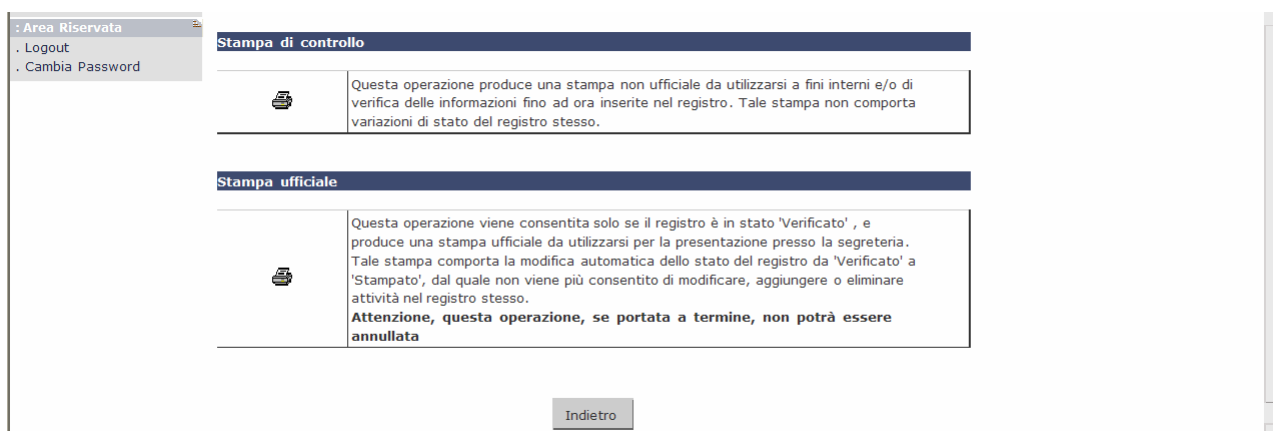 : Area Riservata
. Logout
. Cambia Password
Stampa di controllo
Questa operazione produce una stampa non ufficiale da utilizzarsi a fini interni e/o di
verifica delle informazioni fino ad ora inserite nel registro. Tale stampa non comporta
variazioni di stato del registro stesso.
Stampa ufficiale
Questa operazione viene consentita solo se il registro è in stato 'Verificato' , e
produce una stampa ufficiale da utilizzarsi per la presentazione presso la segreteria.
Tale stampa comporta la modifica automatica dello stato del registro da 'Verificato' a
'Stampato', dal quale non viene più consentito di modificare, aggiungere o eliminare
attività nel registro stesso.
Attenzione, questa operazione, se portata a termine, non potrà essere
annullata
Indietro